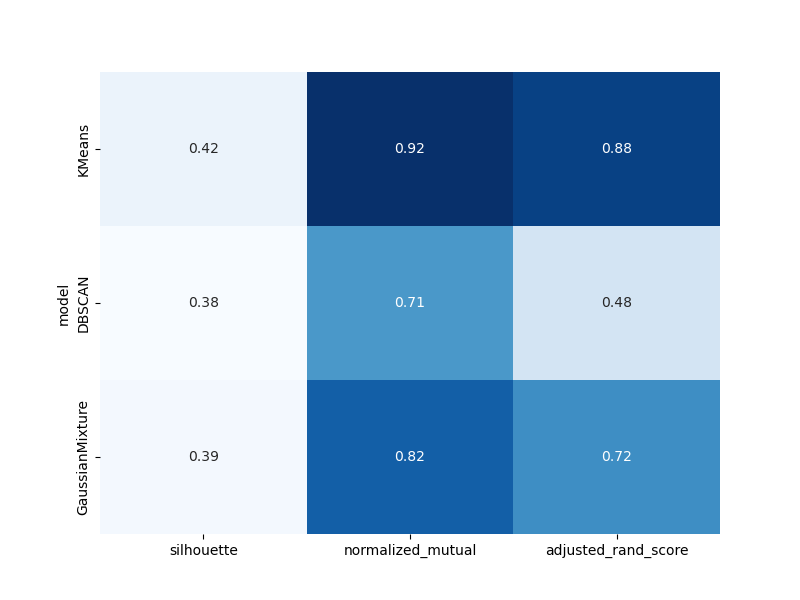 model
KMeans
0.42 0.92 0.88
DBSCAN
0.38 0.71 0.48
GaussianMixture
0.39 0.82 0.72
silhouette normalized_mutual adjusted_rand_score